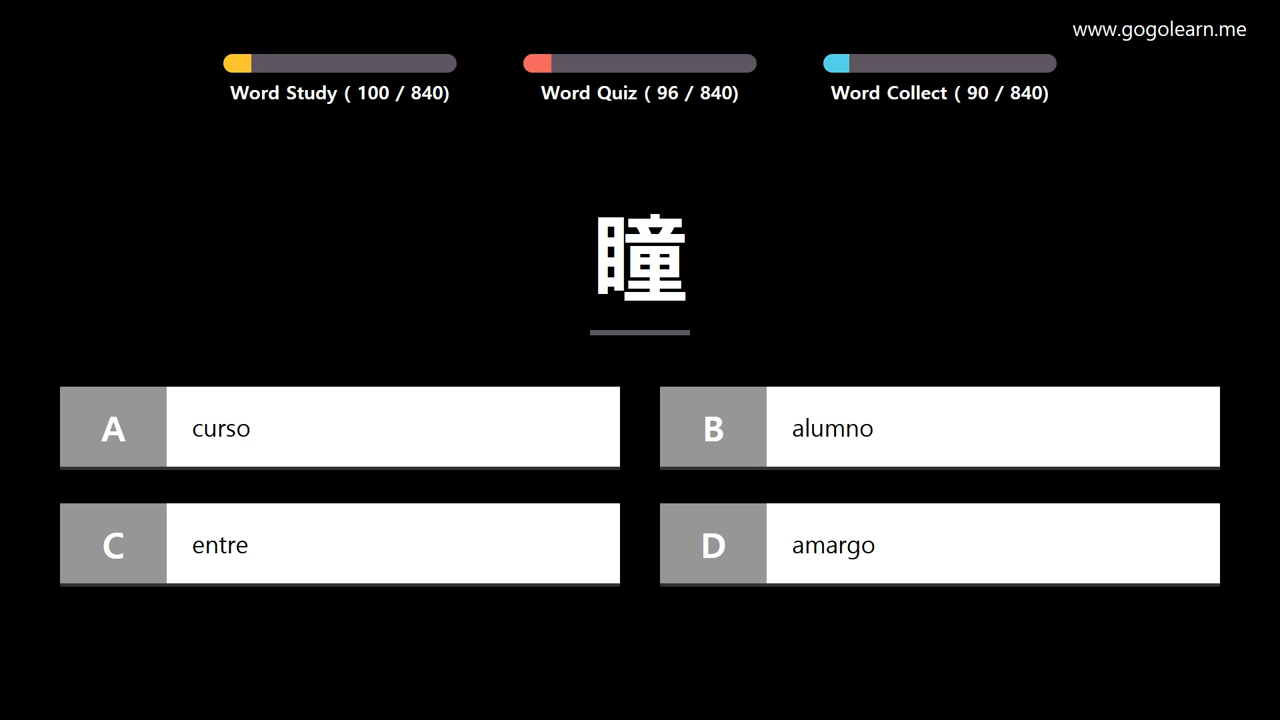 www.gogolearn.me
Word Study ( 100 / 840)
Word Quiz ( 96 / 840)
Word Collect ( 90 / 840)
瞳
A curso
B alumno
C entre
D amargo